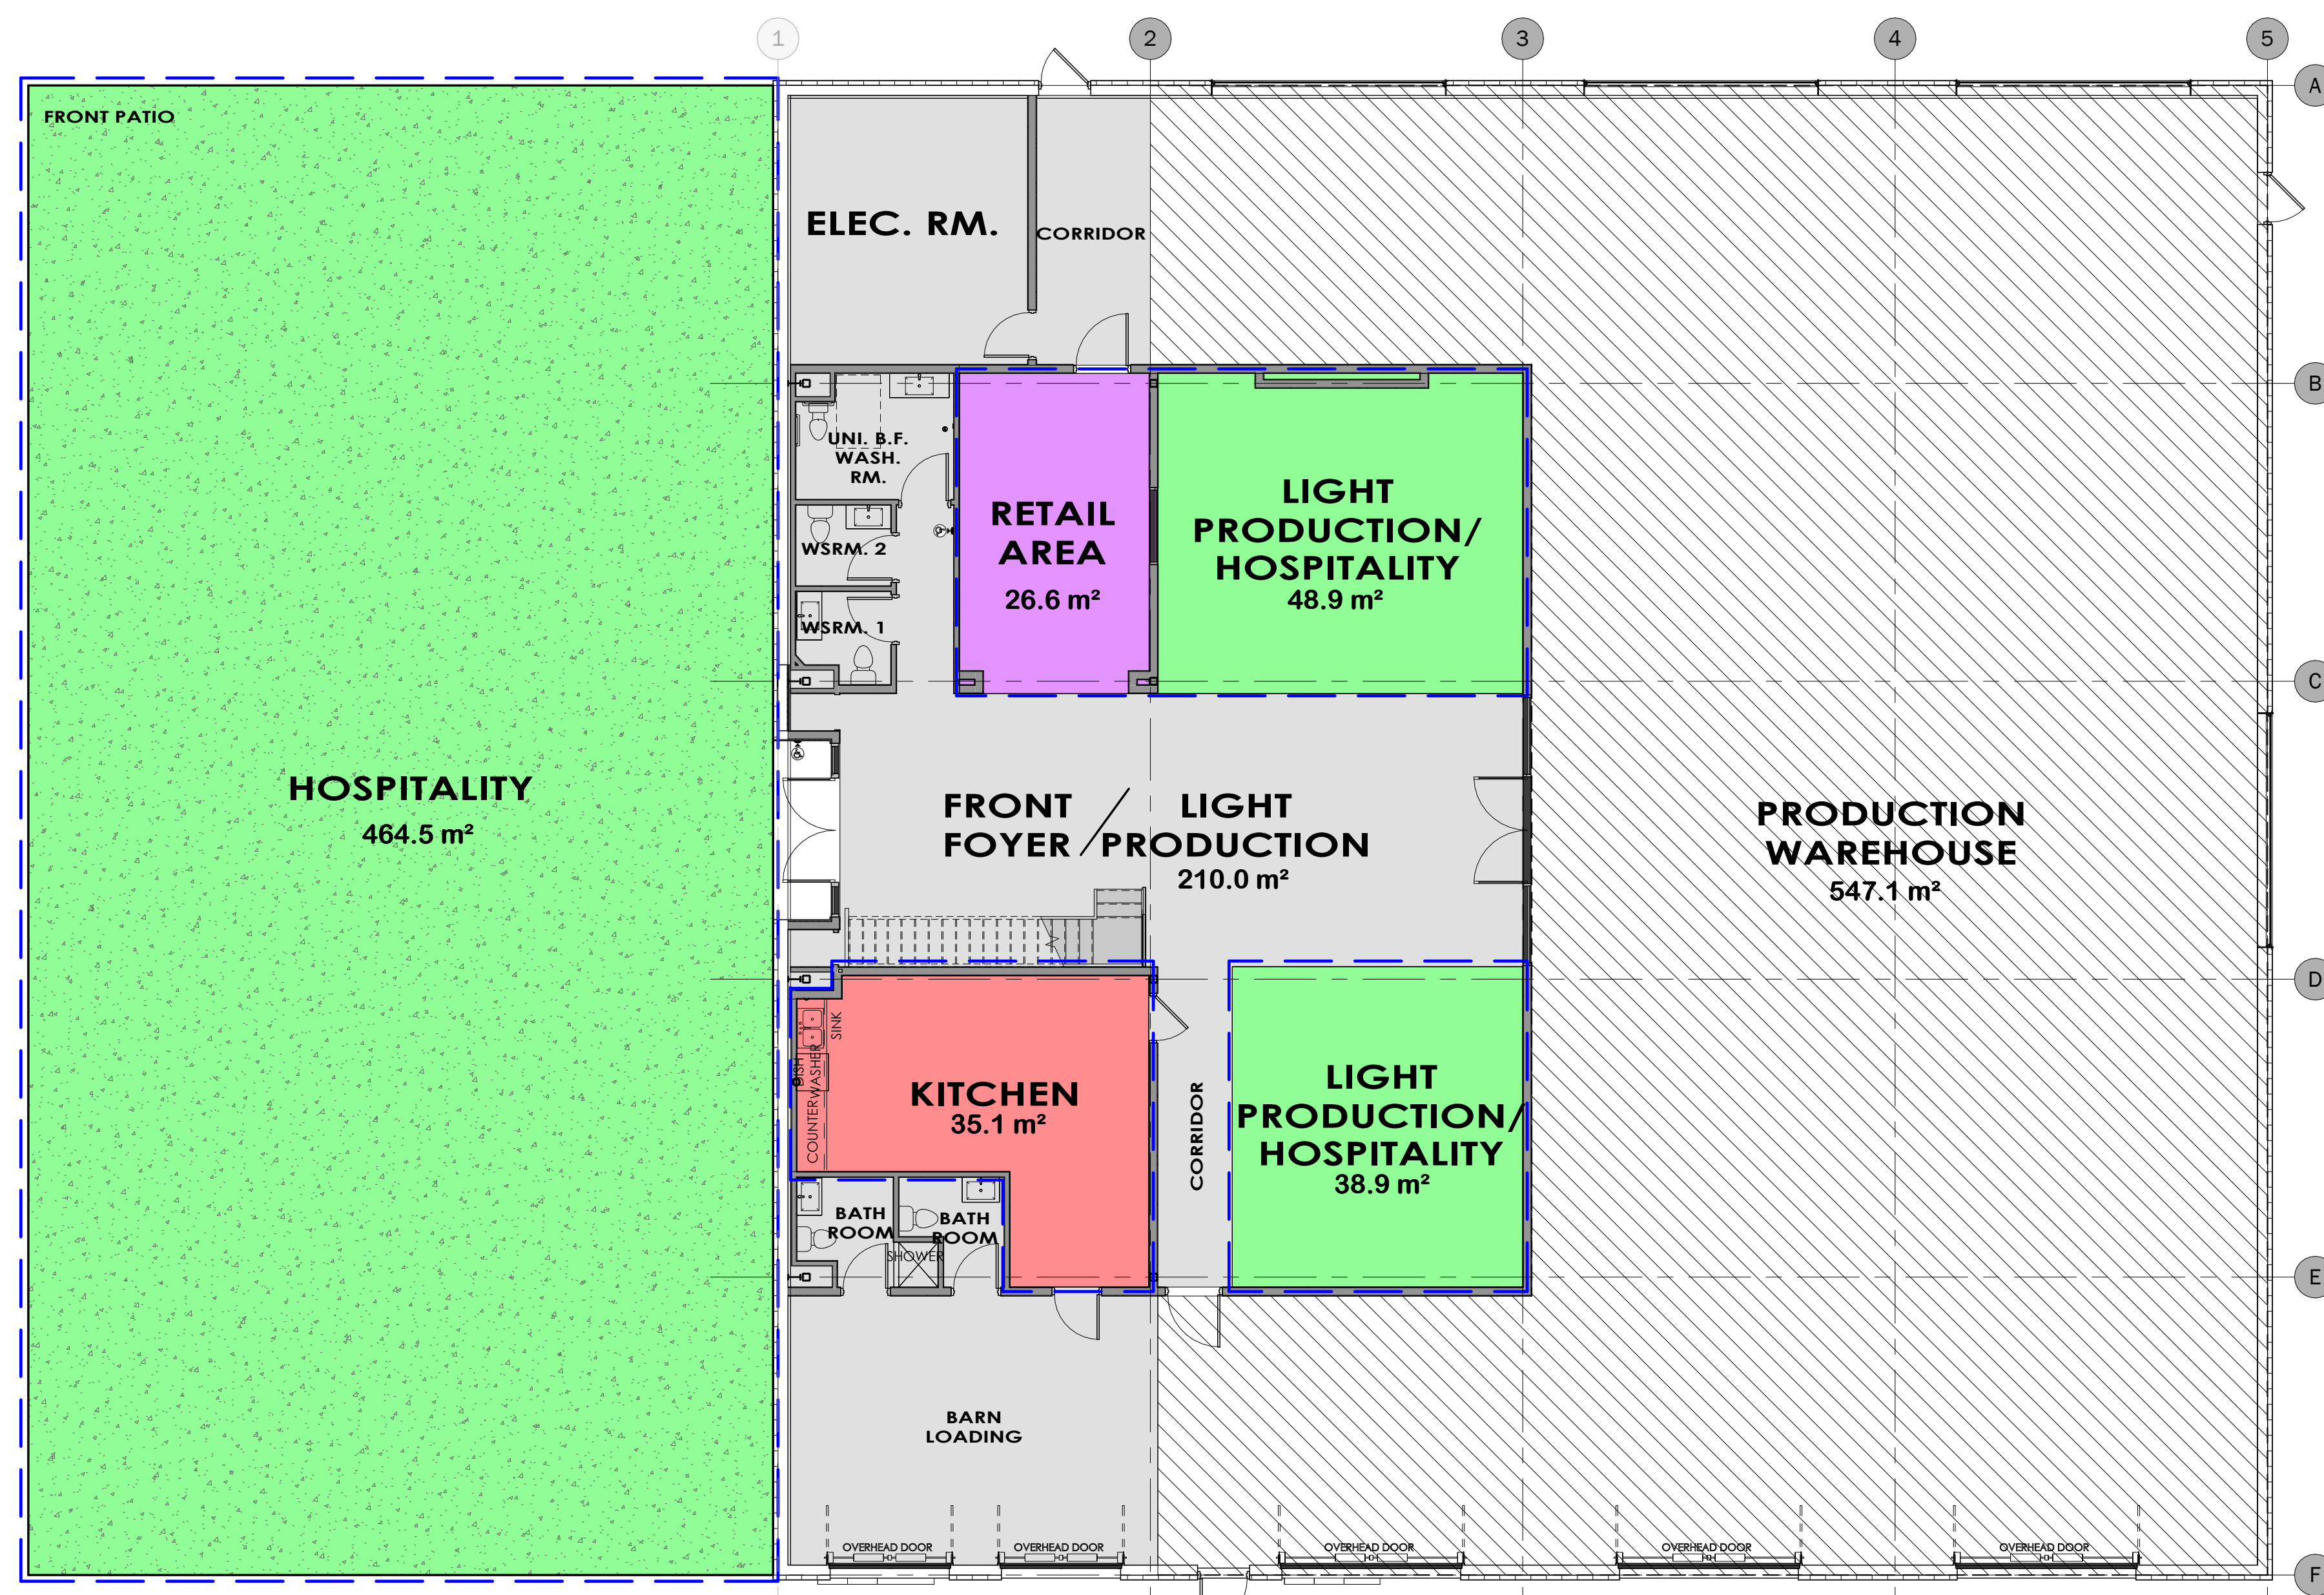 1
2
3
4
5
A
FRONT PATIO
ELEC. RM.
CORRIDOR
B
UNI. B.F.
WASH.
RM.
WSRM. 2
WSRM. 1
RETAIL
AREA
26.6 m²
LIGHT
PRODUCTION/
HOSPITALITY
48.9 m²
C
HOSPITALITY
464.5 m²
FRONT
FOYER
/
LIGHT
PRODUCTION
210.0 m²
PRODUCTION
WAREHOUSE
547.1 m²
D
SINK
DISH
WASHER
COUNTER
KITCHEN
35.1 m²
CORRIDOR
LIGHT
PRODUCTION/
HOSPITALITY
38.9 m²
BATH
ROOM
BATH
ROOM
SHOWER
E
BARN
LOADING
OVERHEAD DOOR
OVERHEAD DOOR
OVERHEAD DOOR
OVERHEAD DOOR
OVERHEAD DOOR
F